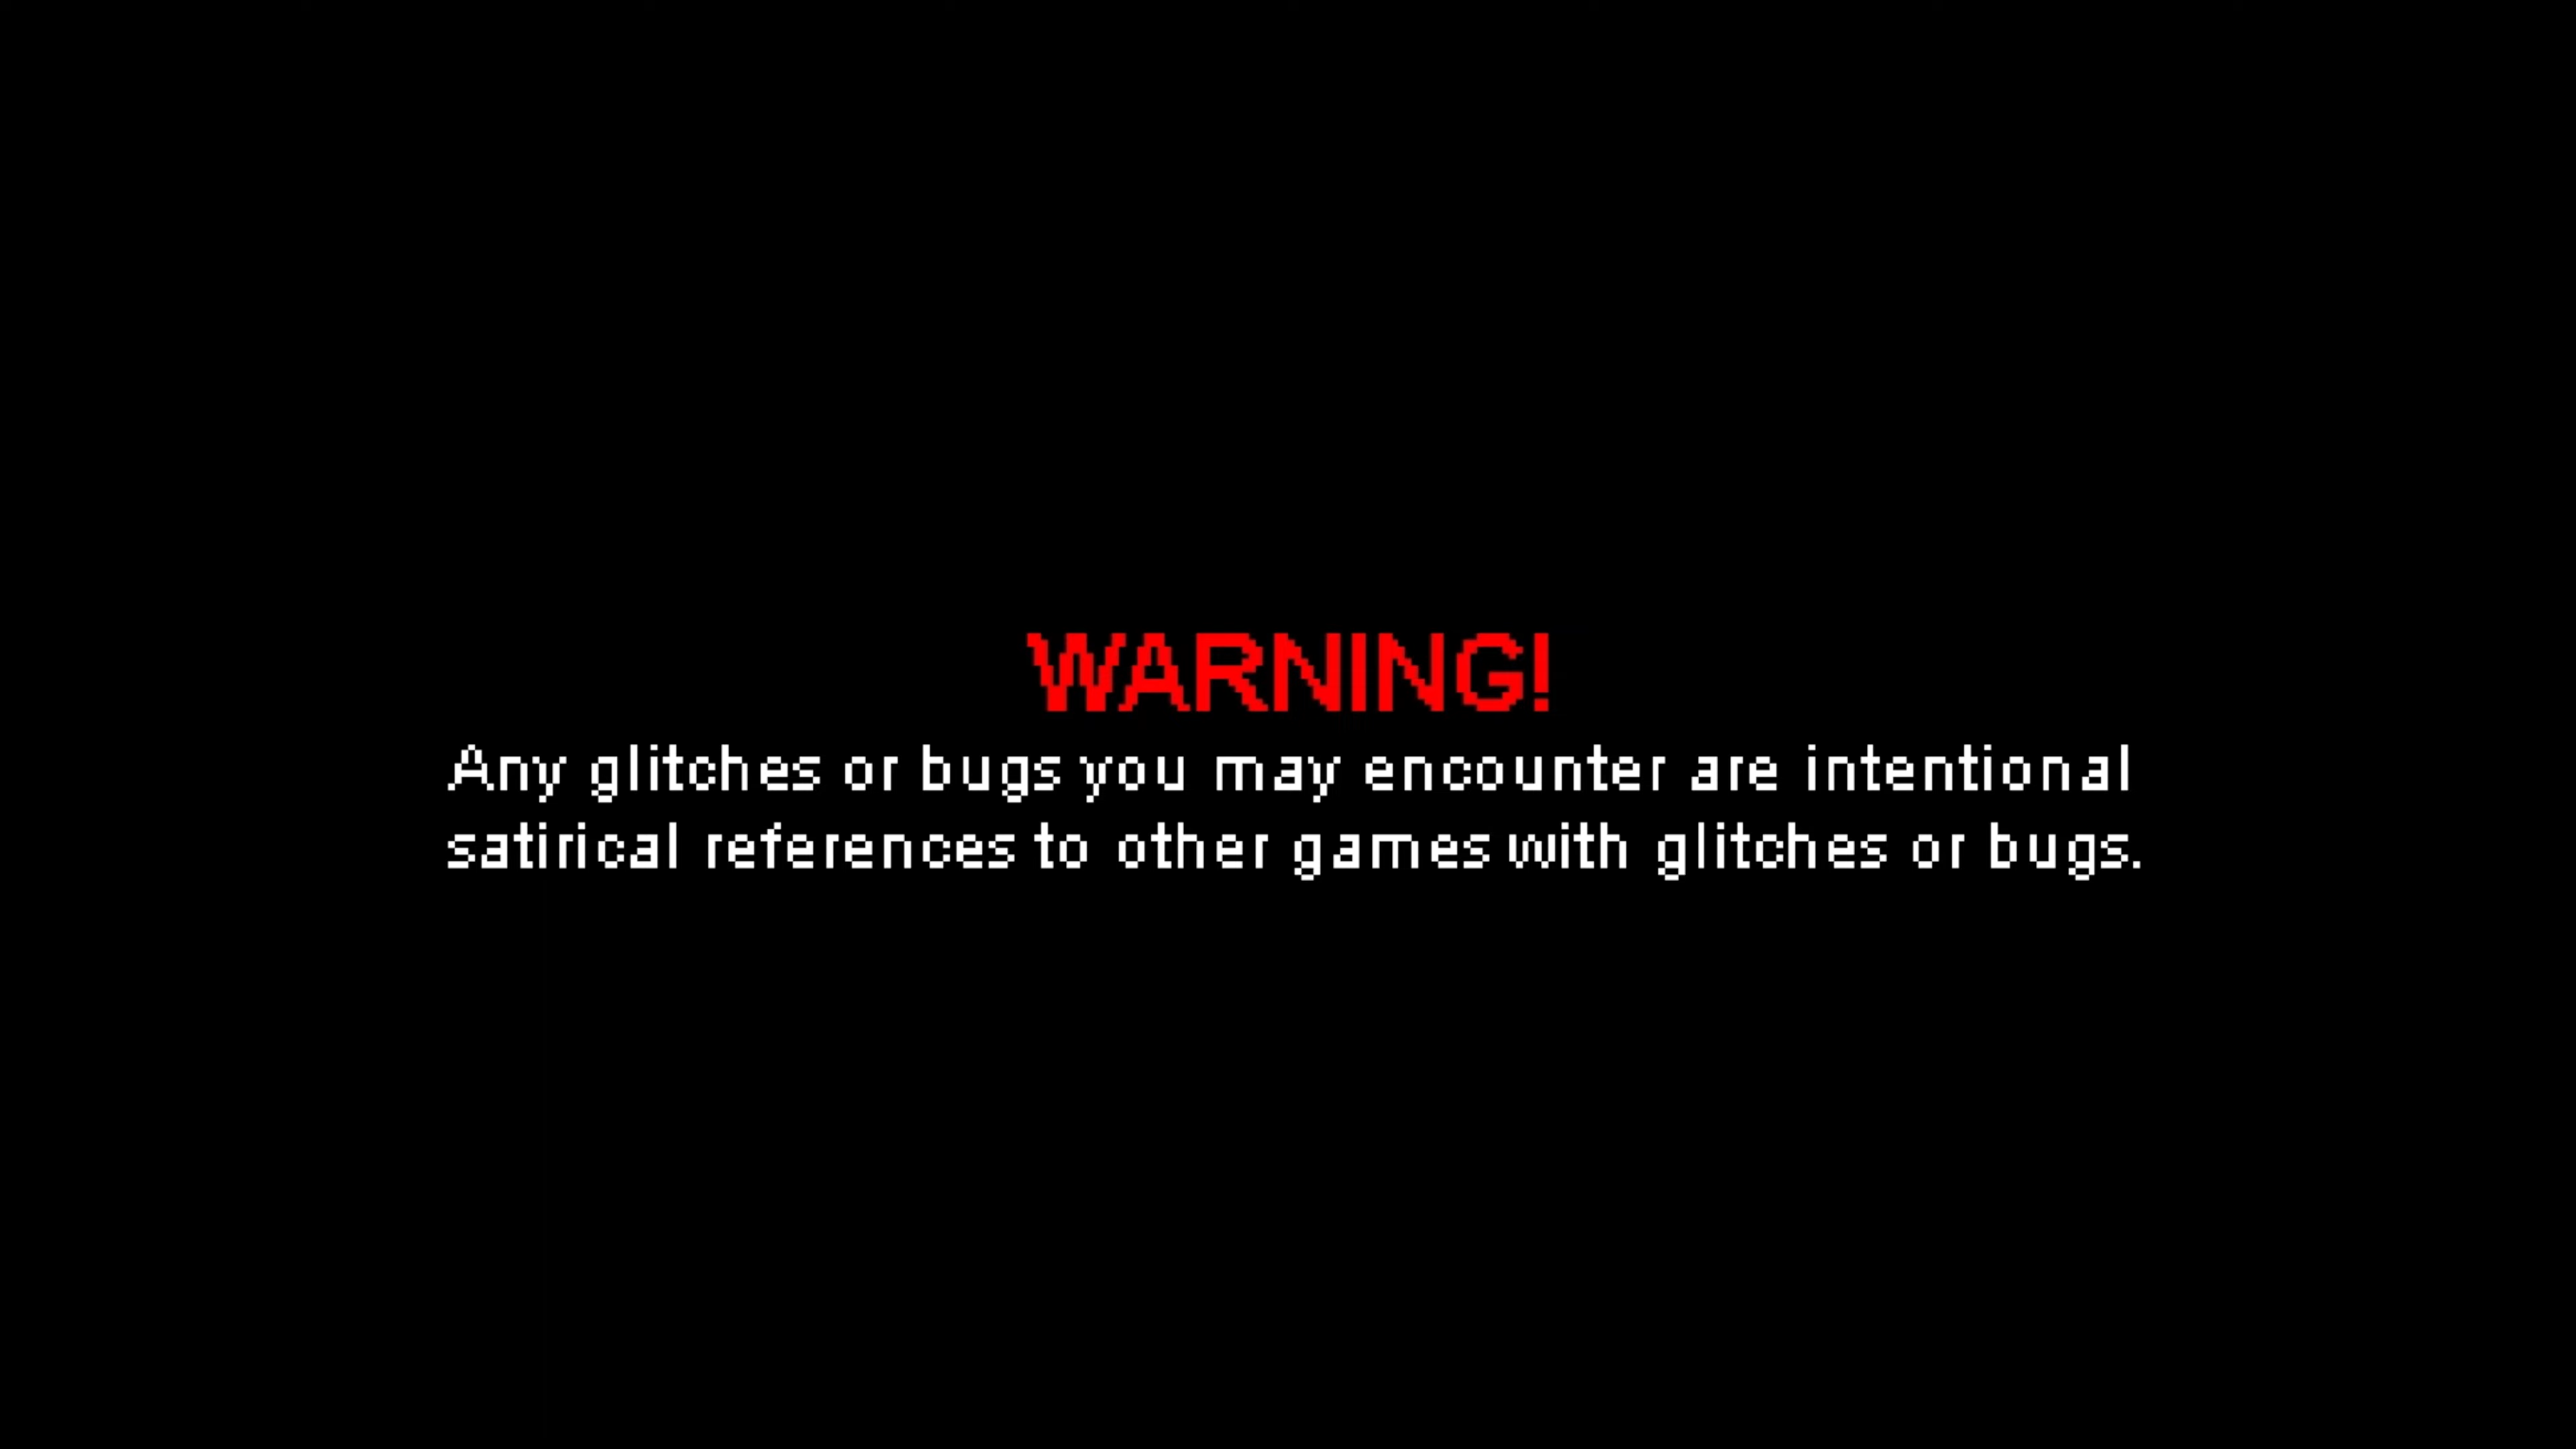 WARNING!
Any glitches or bugs you may encounter are intentional
satirical references to other games with glitches or bugs.